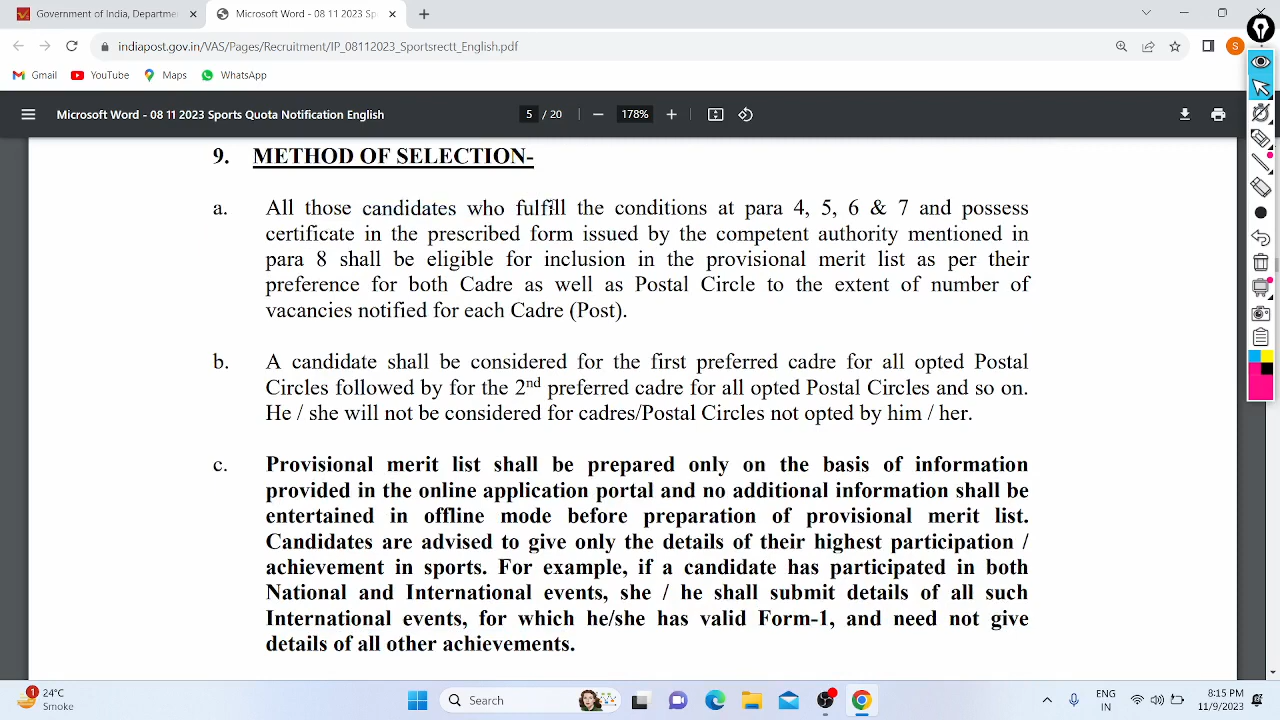 Government of India, Departme
Microsoft Word - 08 11 2023 Sp
indiapost.gov.in/VAS/Pages/Recruitment/IP_08112023_Sportsrectt_English.pdf
S
Gmail
YouTube
Maps
WhatsApp
Microsoft Word - 08 11 2023 Sports Quota Notification English
5 / 20
178%
9. METHOD OF SELECTION-
a. All those candidates who fulfill the conditions at para 4, 5, 6 & 7 and possess
certificate in the prescribed form issued by the competent authority mentioned in
para 8 shall be eligible for inclusion in the provisional merit list as per their
preference for both Cadre as well as Postal Circle to the extent of number of
vacancies notified for each Cadre (Post).
b. A candidate shall be considered for the first preferred cadre for all opted Postal
Circles followed by for the 2nd preferred cadre for all opted Postal Circles and so on.
He / she will not be considered for cadres/Postal Circles not opted by him / her.
c. Provisional merit list shall be prepared only on the basis of information
provided in the online application portal and no additional information shall be
entertained in offline mode before preparation of provisional merit list.
Candidates are advised to give only the details of their highest participation /
achievement in sports. For example, if a candidate has participated in both
National and International events, she / he shall submit details of all such
International events, for which he/she has valid Form-1, and need not give
details of all other achievements.
1
24°C
Smoke
Search
ENG
IN
8:15 PM
11/9/2023